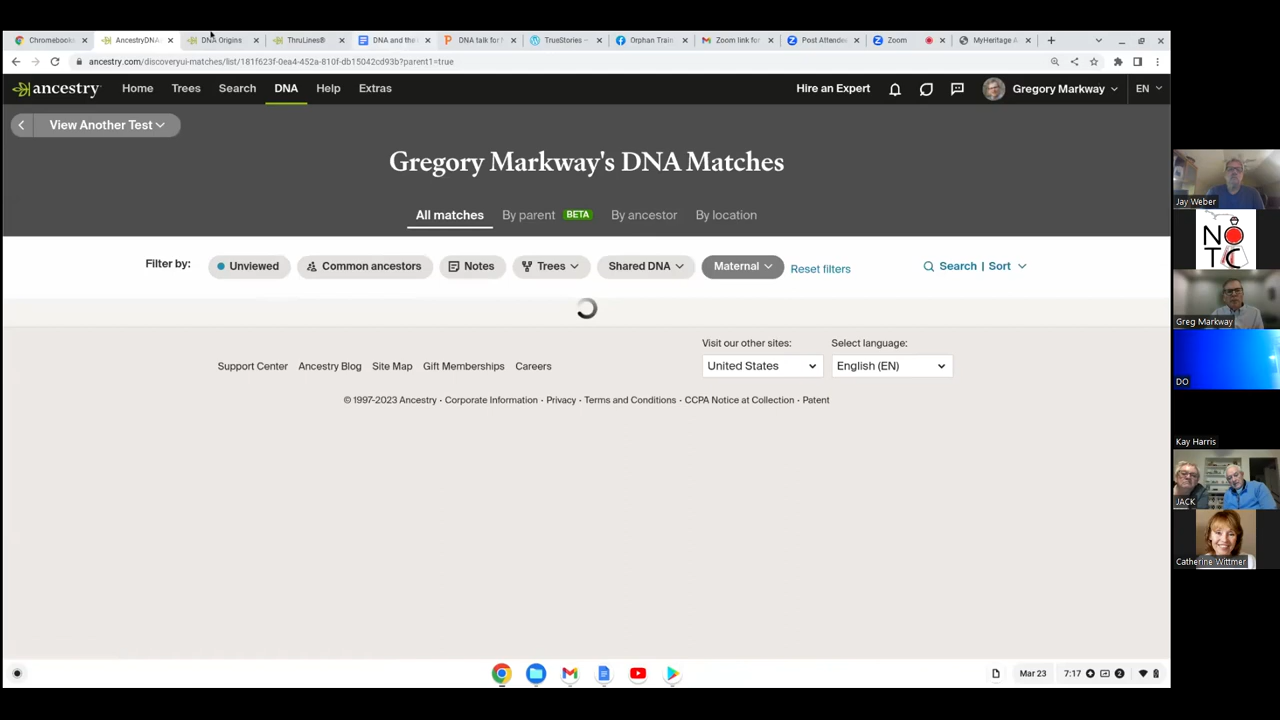 Chromebook
AncestryDNA
DNA Origins
ThruLines®
DNA and the
DNA talk for
TrueStories –
Orphan Train
Zoom link for
Post Attende
Zoom
MyHeritage A
ancestry.com/discoveryui-matches/list/181f623f-0ea4-452a-810f-db15042cd93b?parent1=true
ancestry Home Trees Search DNA Help Extras Hire an Expert Gregory Markway EN
View Another Test
Gregory Markway's DNA Matches
All matches By parent BETA By ancestor By location
Filter by: Unviewed Common ancestors Notes Trees Shared DNA Maternal Reset filters Search | Sort
Visit our other sites: Select language:
Support Center Ancestry Blog Site Map Gift Memberships Careers United States English (EN)
© 1997-2023 Ancestry · Corporate Information · Privacy · Terms and Conditions · CCPA Notice at Collection · Patent
Mar 23 7:17 2
Jay Weber
NO
TC
Greg Markway
DO
Kay Harris
JACK
Catherine Wittmer